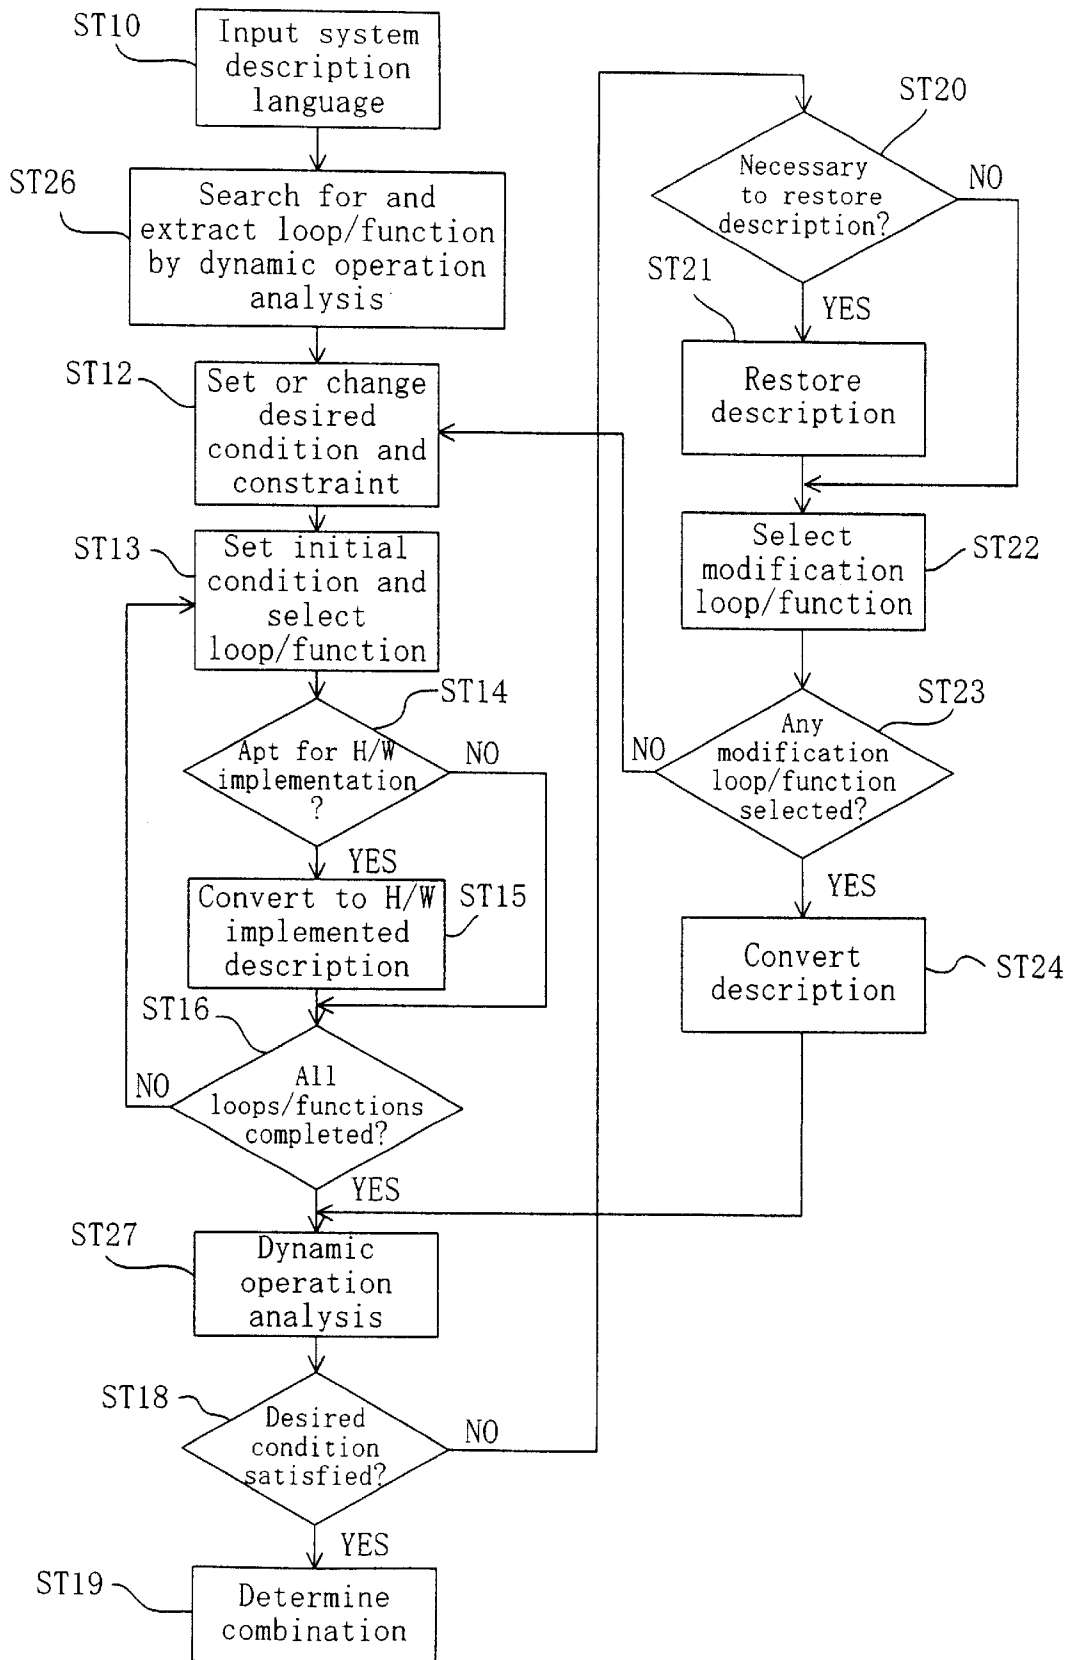 ST10
Input system
description
language
ST26
Search for and
extract loop/function
by dynamic operation
analysis
ST12
Set or change
desired
condition and
constraint
ST13
Set initial
condition and
select
loop/function
ST14
Apt for H/W
implementation
?
NO
YES
Convert to H/W
implemented
description
ST15
ST16
All
loops/functions
completed?
NO
YES
ST27
Dynamic
operation
analysis
ST18
Desired
condition
satisfied?
NO
YES
ST19
Determine
combination
ST20
Necessary
to restore
description?
NO
YES
ST21
Restore
description
Select
modification
loop/function
ST22
ST23
Any
modification
loop/function
selected?
NO
YES
Convert
description
ST24